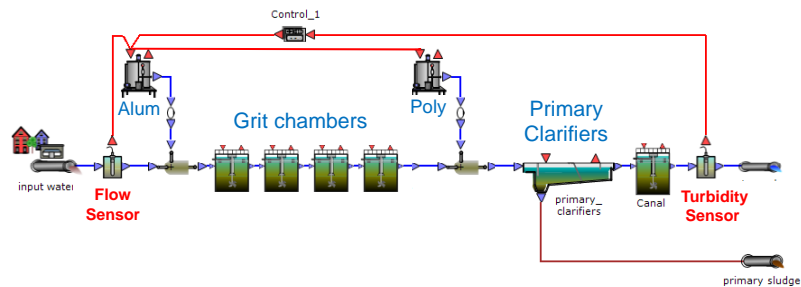 Control_1
Alum
Poly
Grit chambers
Primary
Clarifiers
input water
Flow
Sensor
primary_
clarifiers
Canal
Turbidity
Sensor
primary sludge